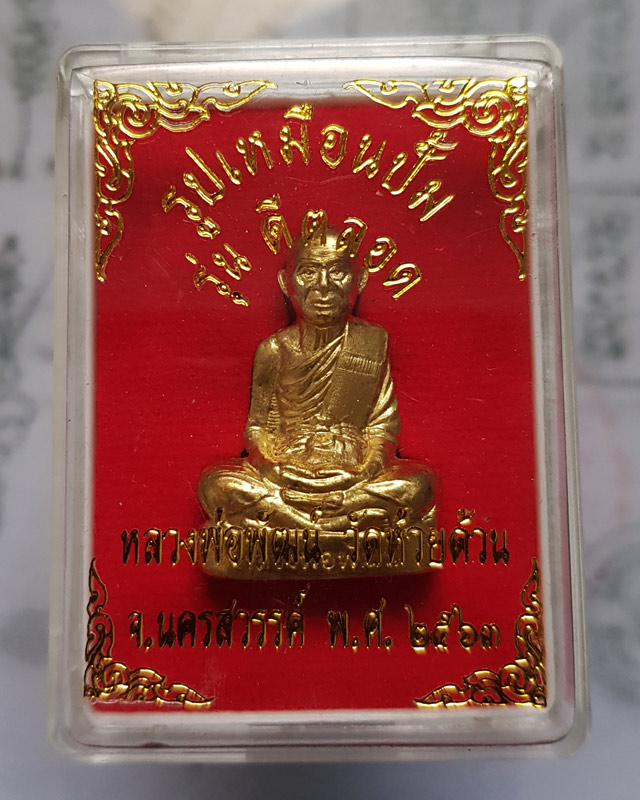 รูปเหมือนปั๊ม
รุ่น ดีตลอด
หลวงพ่อพัฒน์ วัดห้วยด้วน
จ.นครสวรรค์ พ.ศ. ๒๕๖๓